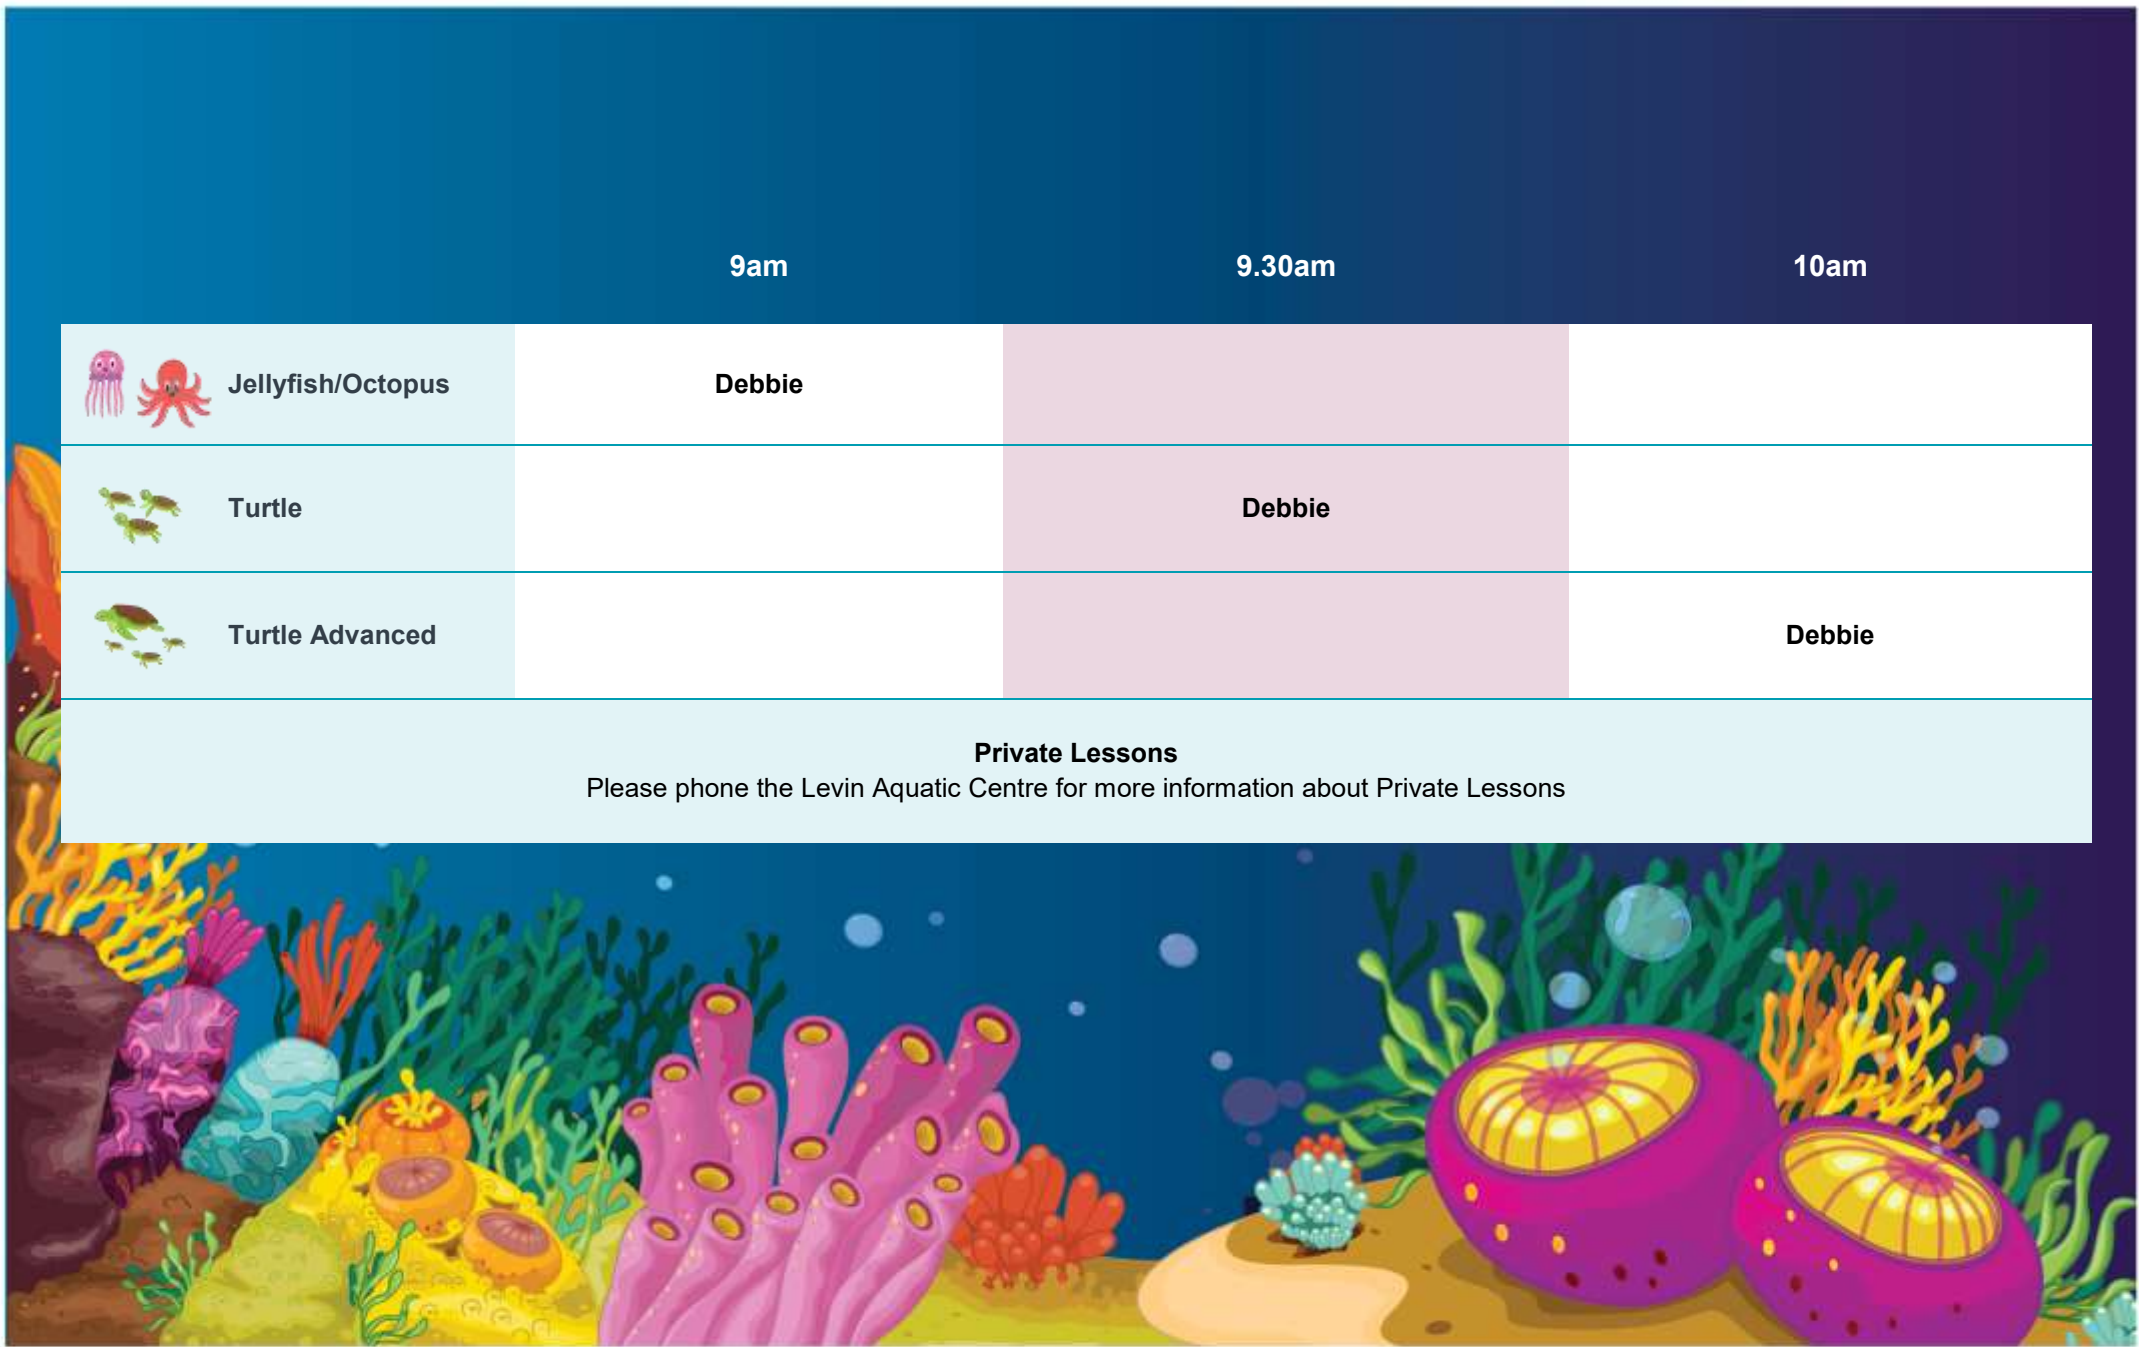 9am 9.30am 10am
Jellyfish/Octopus Debbie
Turtle Debbie
Turtle Advanced Debbie
Private Lessons
Please phone the Levin Aquatic Centre for more information about Private Lessons